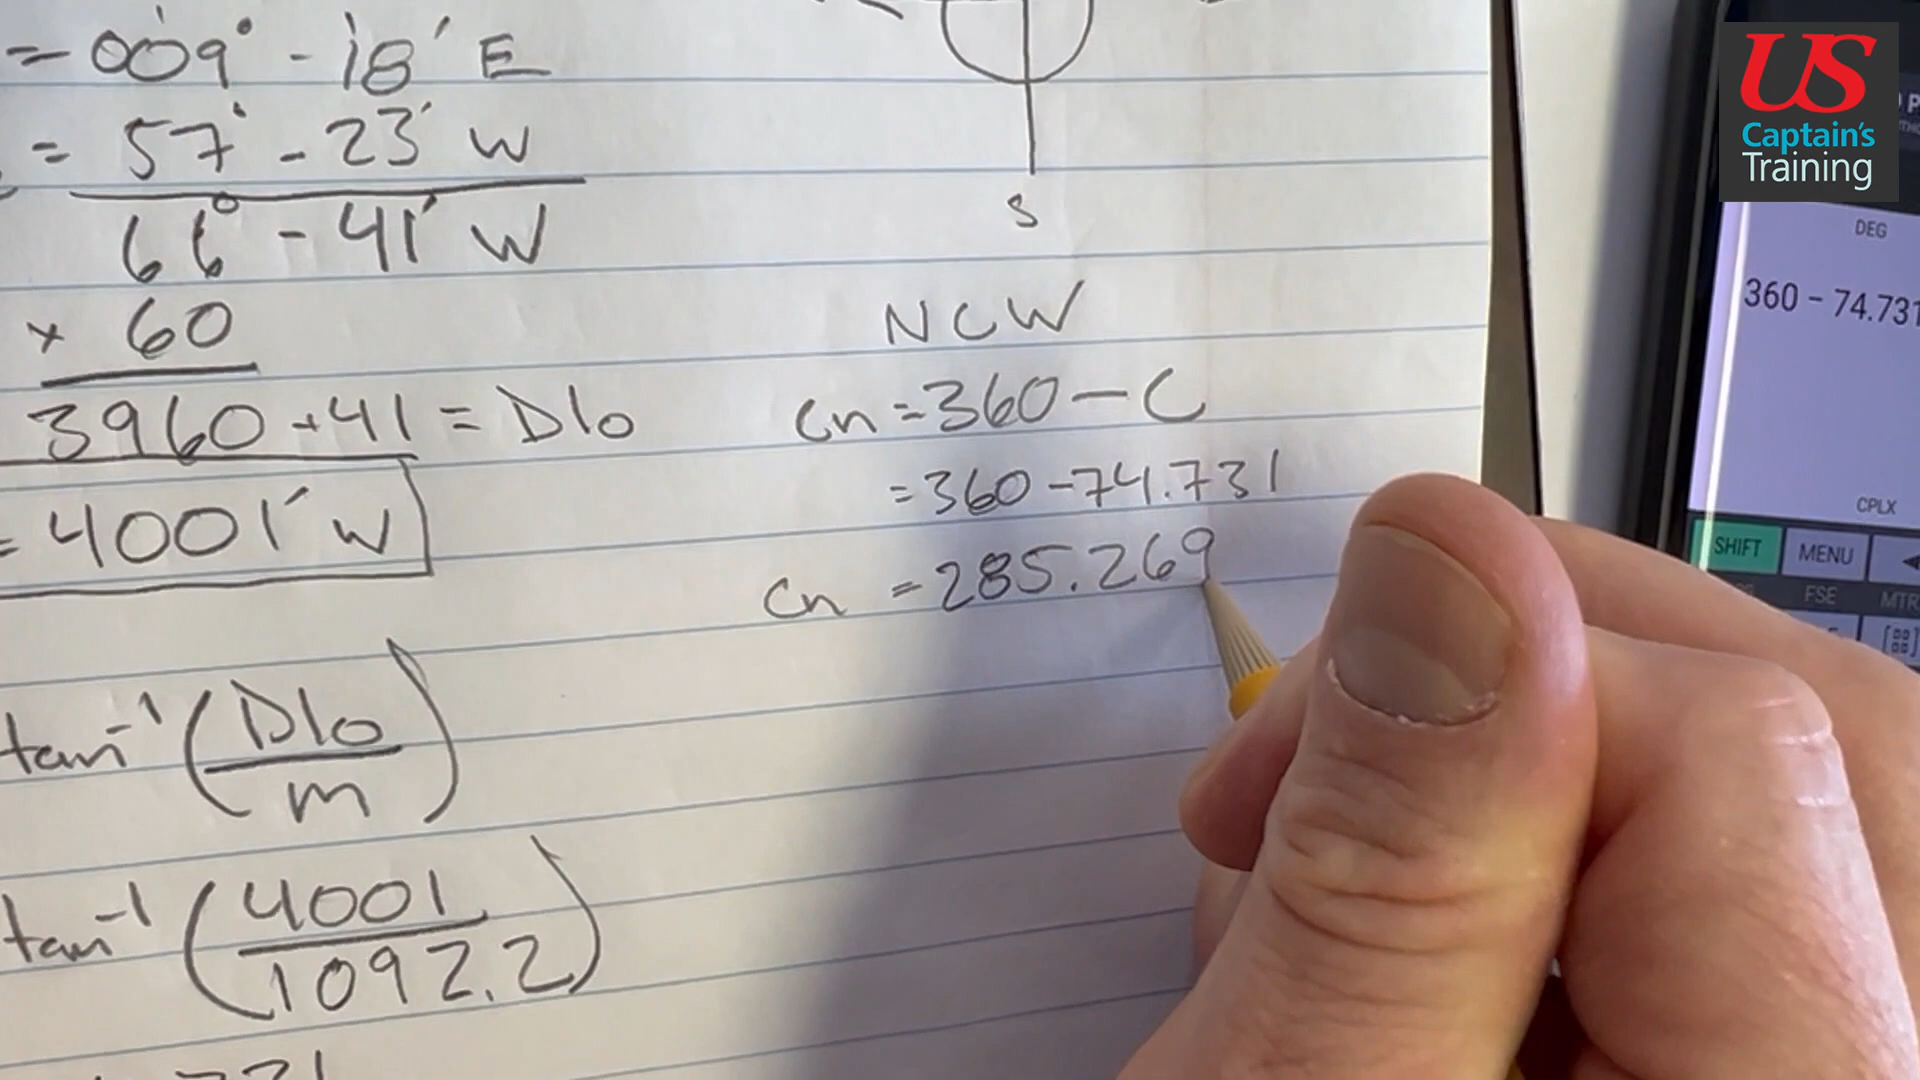 = 009° - 18' E
= 57° - 23' W
66° - 41' W
x 60
3960 + 41 = Dlo
= 4001' W
tan⁻¹ (Dlo/m)
tan⁻¹ (4001/1092.2)
S
NCW
Cn = 360 - C
= 360 - 74.731
Cn = 285.269
US
Captain's
Training
DEG
360 − 74.731
CPLX
SHIFT
MENU
FSE